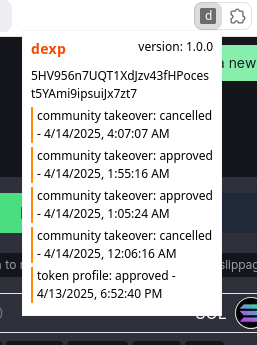 d
dexp
version: 1.0.0
5HV956n7UQT1XdJzv43fHPoces
t5YAmi9ipsuiJx7zt7
new
community takeover: cancelled
- 4/14/2025, 4:07:07 AM
community takeover: approved
- 4/14/2025, 1:55:16 AM
community takeover: approved
- 4/14/2025, 1:05:24 AM
community takeover: cancelled
- 4/14/2025, 12:06:16 AM
token profile: approved -
4/13/2025, 6:52:40 PM
n to
slippag